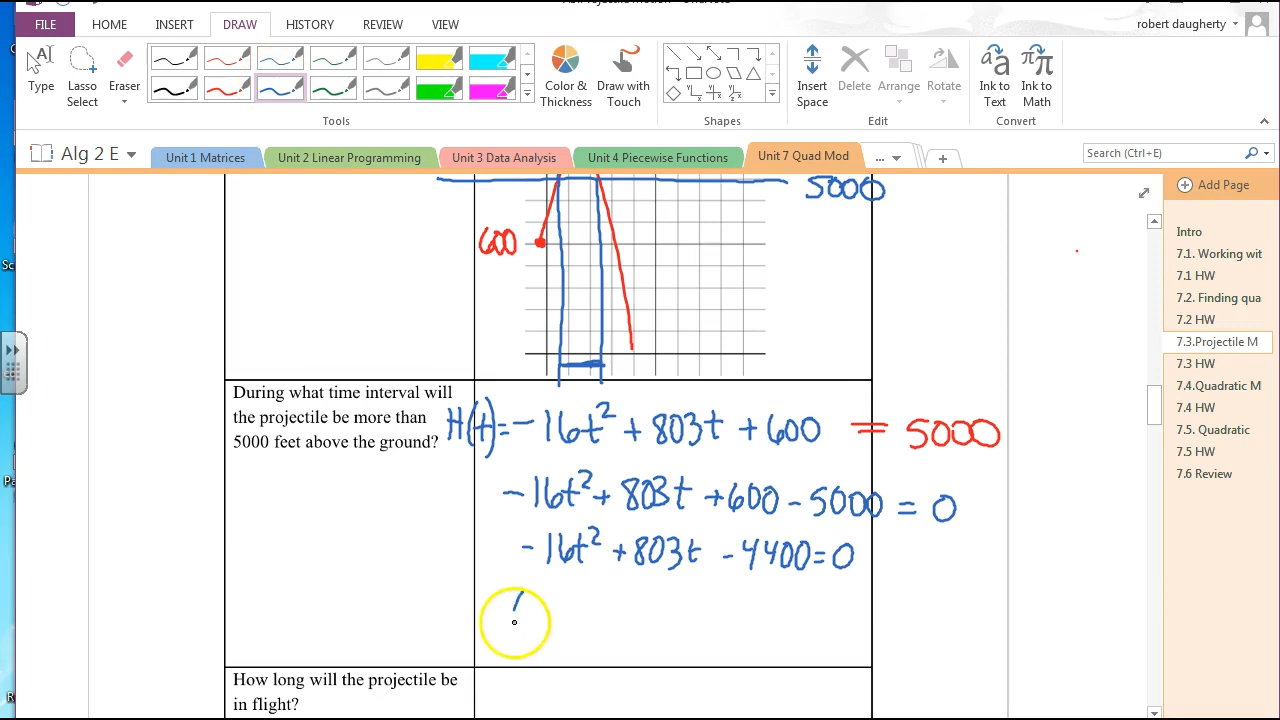 robert daugherty
FILE HOME INSERT DRAW HISTORY REVIEW VIEW
Type
Lasso
Select
Eraser
Color &
Thickness
Draw with
Touch
Insert
Space
Delete
Arrange
Rotate
Ink to
Text
Ink to
Math
Tools
Shapes
Edit
Convert
Alg 2 E
Unit 1 Matrices
Unit 2 Linear Programming
Unit 3 Data Analysis
Unit 4 Piecewise Functions
Unit 7 Quad Mod
...
Search (Ctrl+E)
Add Page
5000
600
Intro
7.1. Working wit
7.1 HW
7.2. Finding qua
7.2 HW
7.3.Projectile M
7.3 HW
7.4.Quadratic M
7.4 HW
7.5. Quadratic
7.5 HW
7.6 Review
During what time interval will
the projectile be more than
5000 feet above the ground?
H(t)= -16t² + 803t + 600 = 5000
-16t² + 803t + 600 - 5000 = 0
-16t² + 803t - 4400 = 0
How long will the projectile be
in flight?